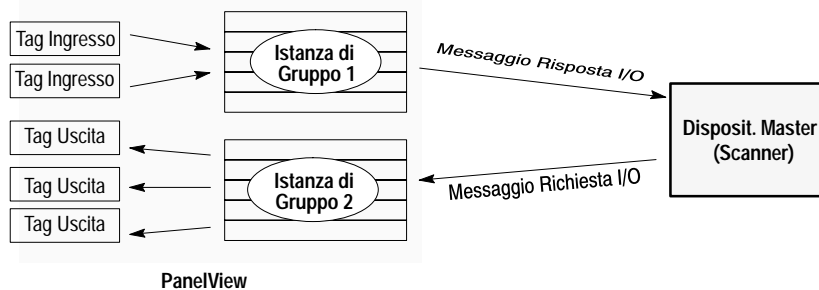 Tag Ingresso
Tag Ingresso
Istanza di
Gruppo 1
Messaggio Risposta I/O
Disposit. Master
(Scanner)
Tag Uscita
Tag Uscita
Tag Uscita
Istanza di
Gruppo 2
Messaggio Richiesta I/O
PanelView